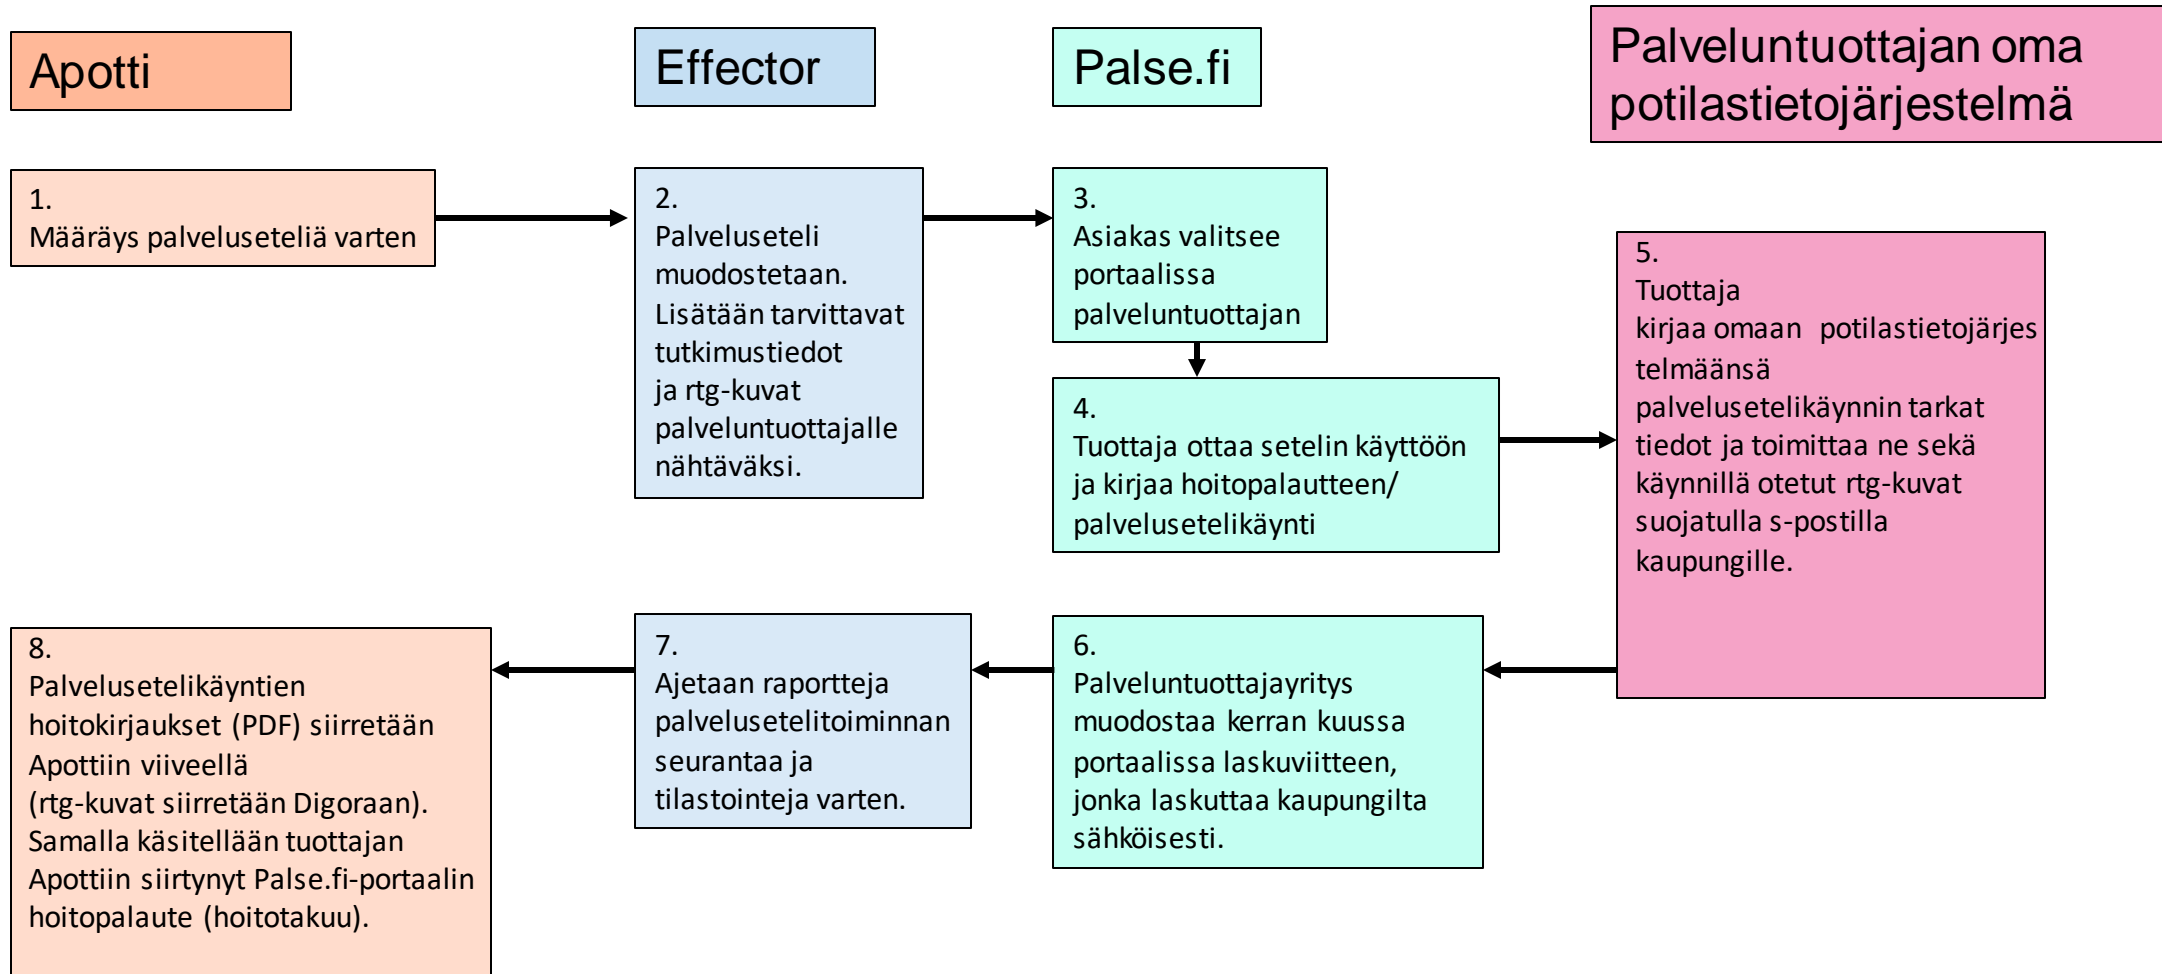 Apotti
Effector
Palse.fi
Palveluntuottajan oma
potilastietojärjestelmä
1.
Määräys palveluseteliä varten
2.
Palveluseteli
muodostetaan.
Lisätään tarvittavat
tutkimustiedot
ja rtg-kuvat
palveluntuottajalle
nähtäväksi.
3.
Asiakas valitsee
portaalissa
palveluntuottajan
4.
Tuottaja ottaa setelin käyttöön
ja kirjaa hoitopalautteen/
palvelusetelikäynti
5.
Tuottaja
kirjaa omaan potilastietojärjes
telmäänsä
palvelusetelikäynnin tarkat
tiedot ja toimittaa ne sekä
käynnillä otetut rtg-kuvat
suojatulla s-postilla
kaupungille.
6.
Palveluntuottajayritys
muodostaa kerran kuussa
portaalissa laskuviitteen,
jonka laskuttaa kaupungilta
sähköisesti.
7.
Ajetaan raportteja
palvelusetelitoiminnan
seurantaa ja
tilastointeja varten.
8.
Palvelusetelikäyntien
hoitokirjaukset (PDF) siirretään
Apottiin viiveellä
(rtg-kuvat siirretään Digoraan).
Samalla käsitellään tuottajan
Apottiin siirtynyt Palse.fi-portaalin
hoitopalaute (hoitotakuu).